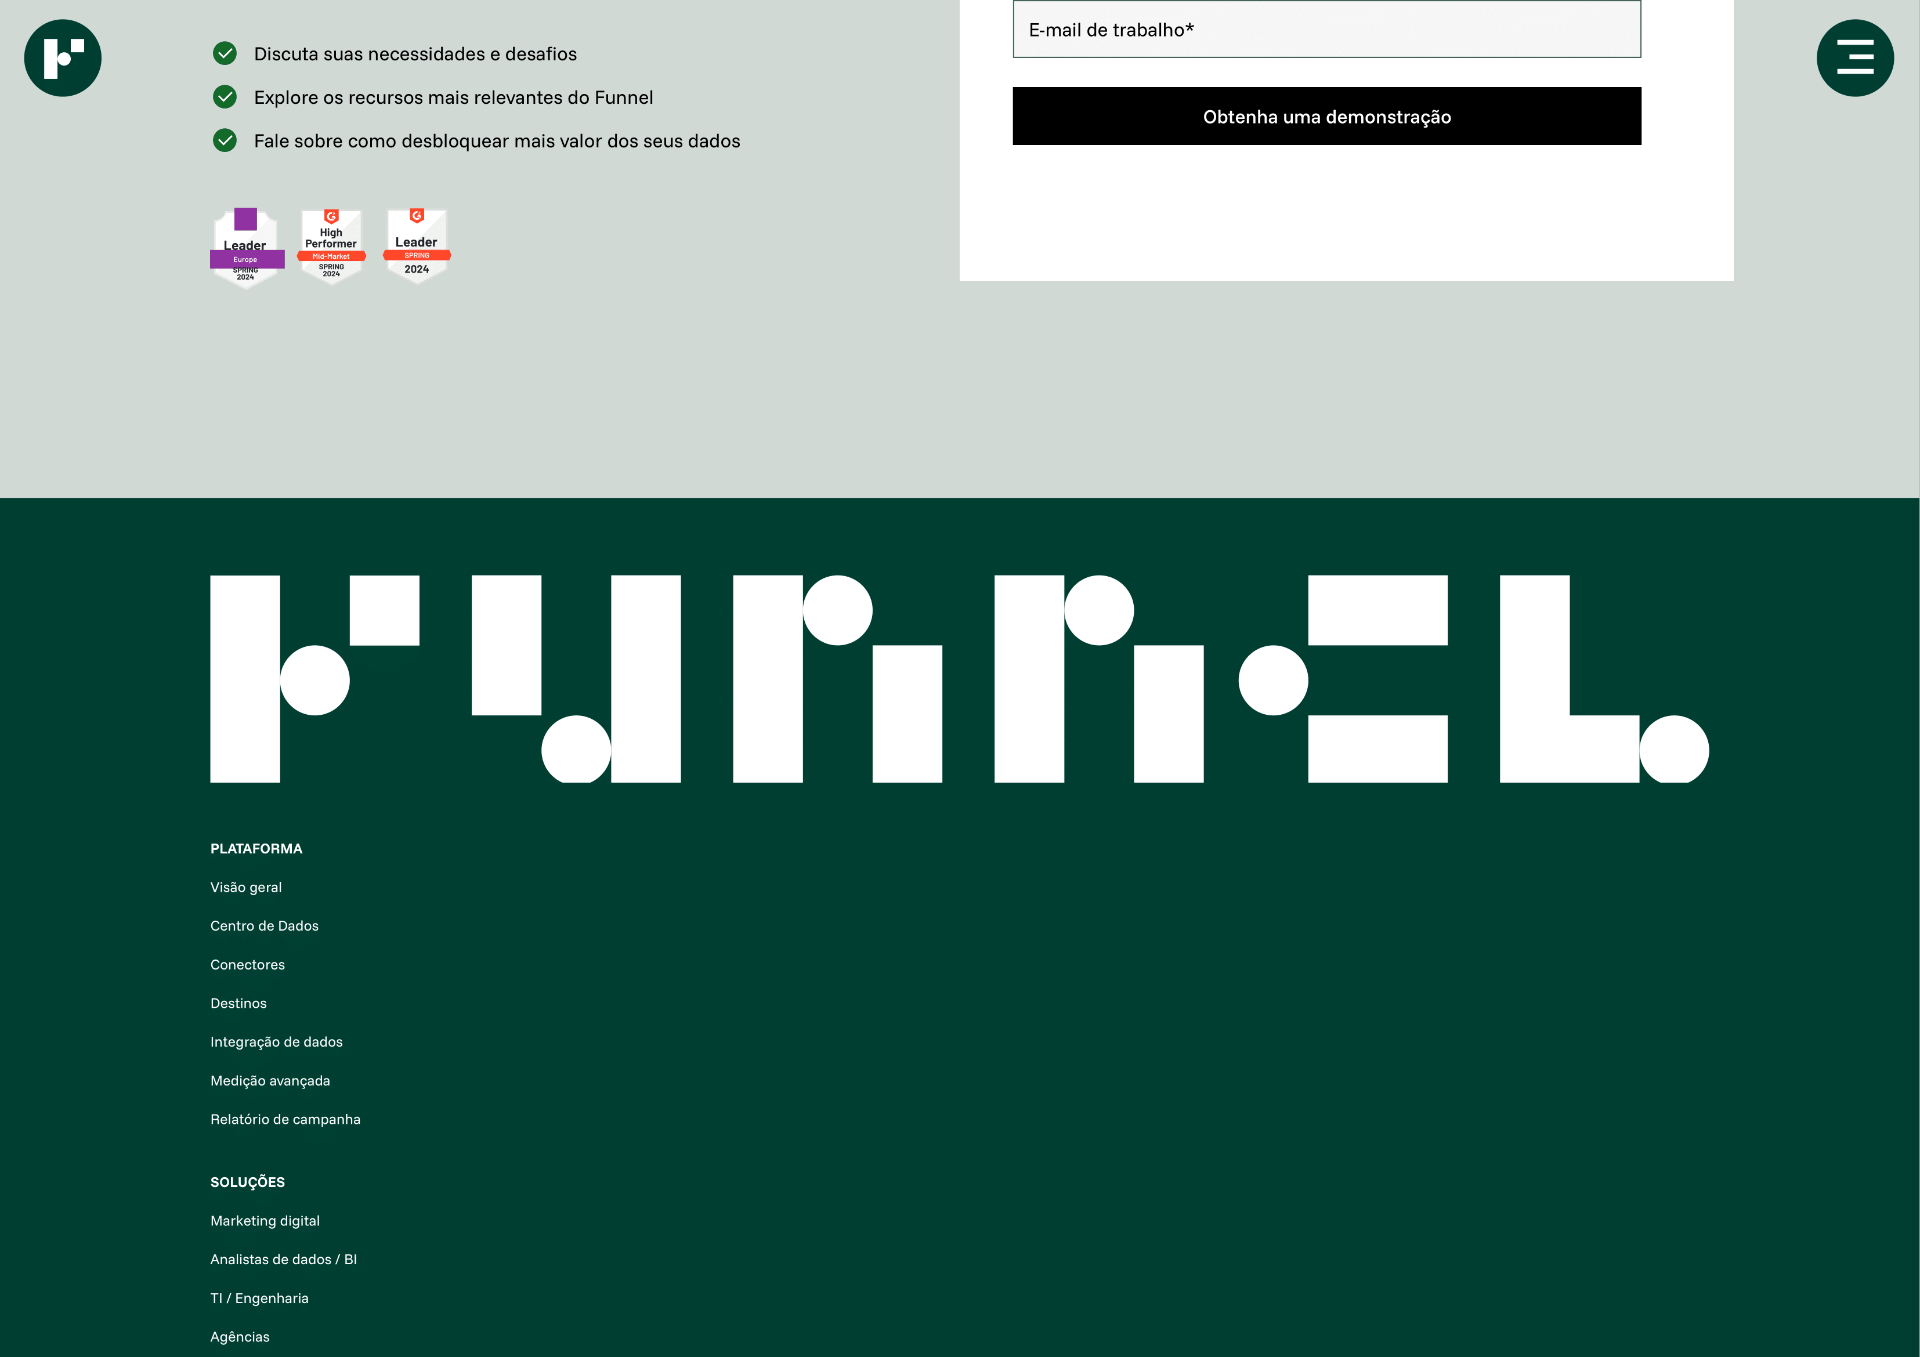 Discuta suas necessidades e desafios
Explore os recursos mais relevantes do Funnel
Fale sobre como desbloquear mais valor dos seus dados
Leader
Europe
SPRING
2024
High
Performer
Mid-Market
SPRING
2024
Leader
SPRING
2024
E-mail de trabalho*
Obtenha uma demonstração
FUNNEL
PLATAFORMA
Visão geral
Centro de Dados
Conectores
Destinos
Integração de dados
Medição avançada
Relatório de campanha
SOLUÇÕES
Marketing digital
Analistas de dados / BI
TI / Engenharia
Agências